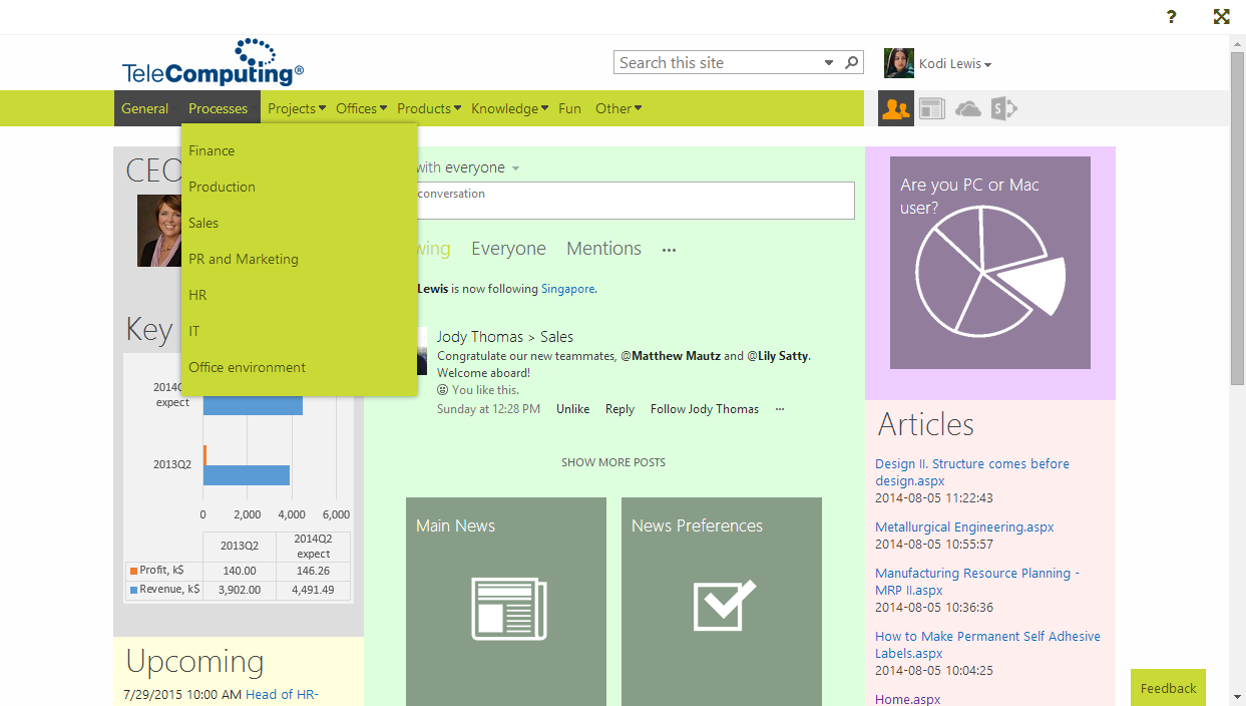 ?
TeleComputing®
Search this site
Kodi Lewis
General Processes Projects Offices Products Knowledge Fun Other
Finance
Production
Sales
PR and Marketing
HR
IT
Office environment
CEO
Key
2014Q2
expect
2013Q2
0 2,000 4,000 6,000
2013Q2 2014Q2
expect
Profit, k$ 140.00 146.26
Revenue, k$ 3,902.00 4,491.49
Upcoming
7/29/2015 10:00 AM Head of HR-
with everyone
conversation
wing Everyone Mentions ...
Lewis is now following Singapore.
Jody Thomas > Sales
Congratulate our new teammates, @Matthew Mautz and @Lily Satty.
Welcome aboard!
You like this.
Sunday at 12:28 PM Unlike Reply Follow Jody Thomas ...
SHOW MORE POSTS
Main News
News Preferences
Are you PC or Mac
user?
Articles
Design II. Structure comes before
design.aspx
2014-08-05 11:22:43
Metallurgical Engineering.aspx
2014-08-05 10:55:57
Manufacturing Resource Planning -
MRP II.aspx
2014-08-05 10:36:36
How to Make Permanent Self Adhesive
Labels.aspx
2014-08-05 10:04:25
Home.aspx
Feedback